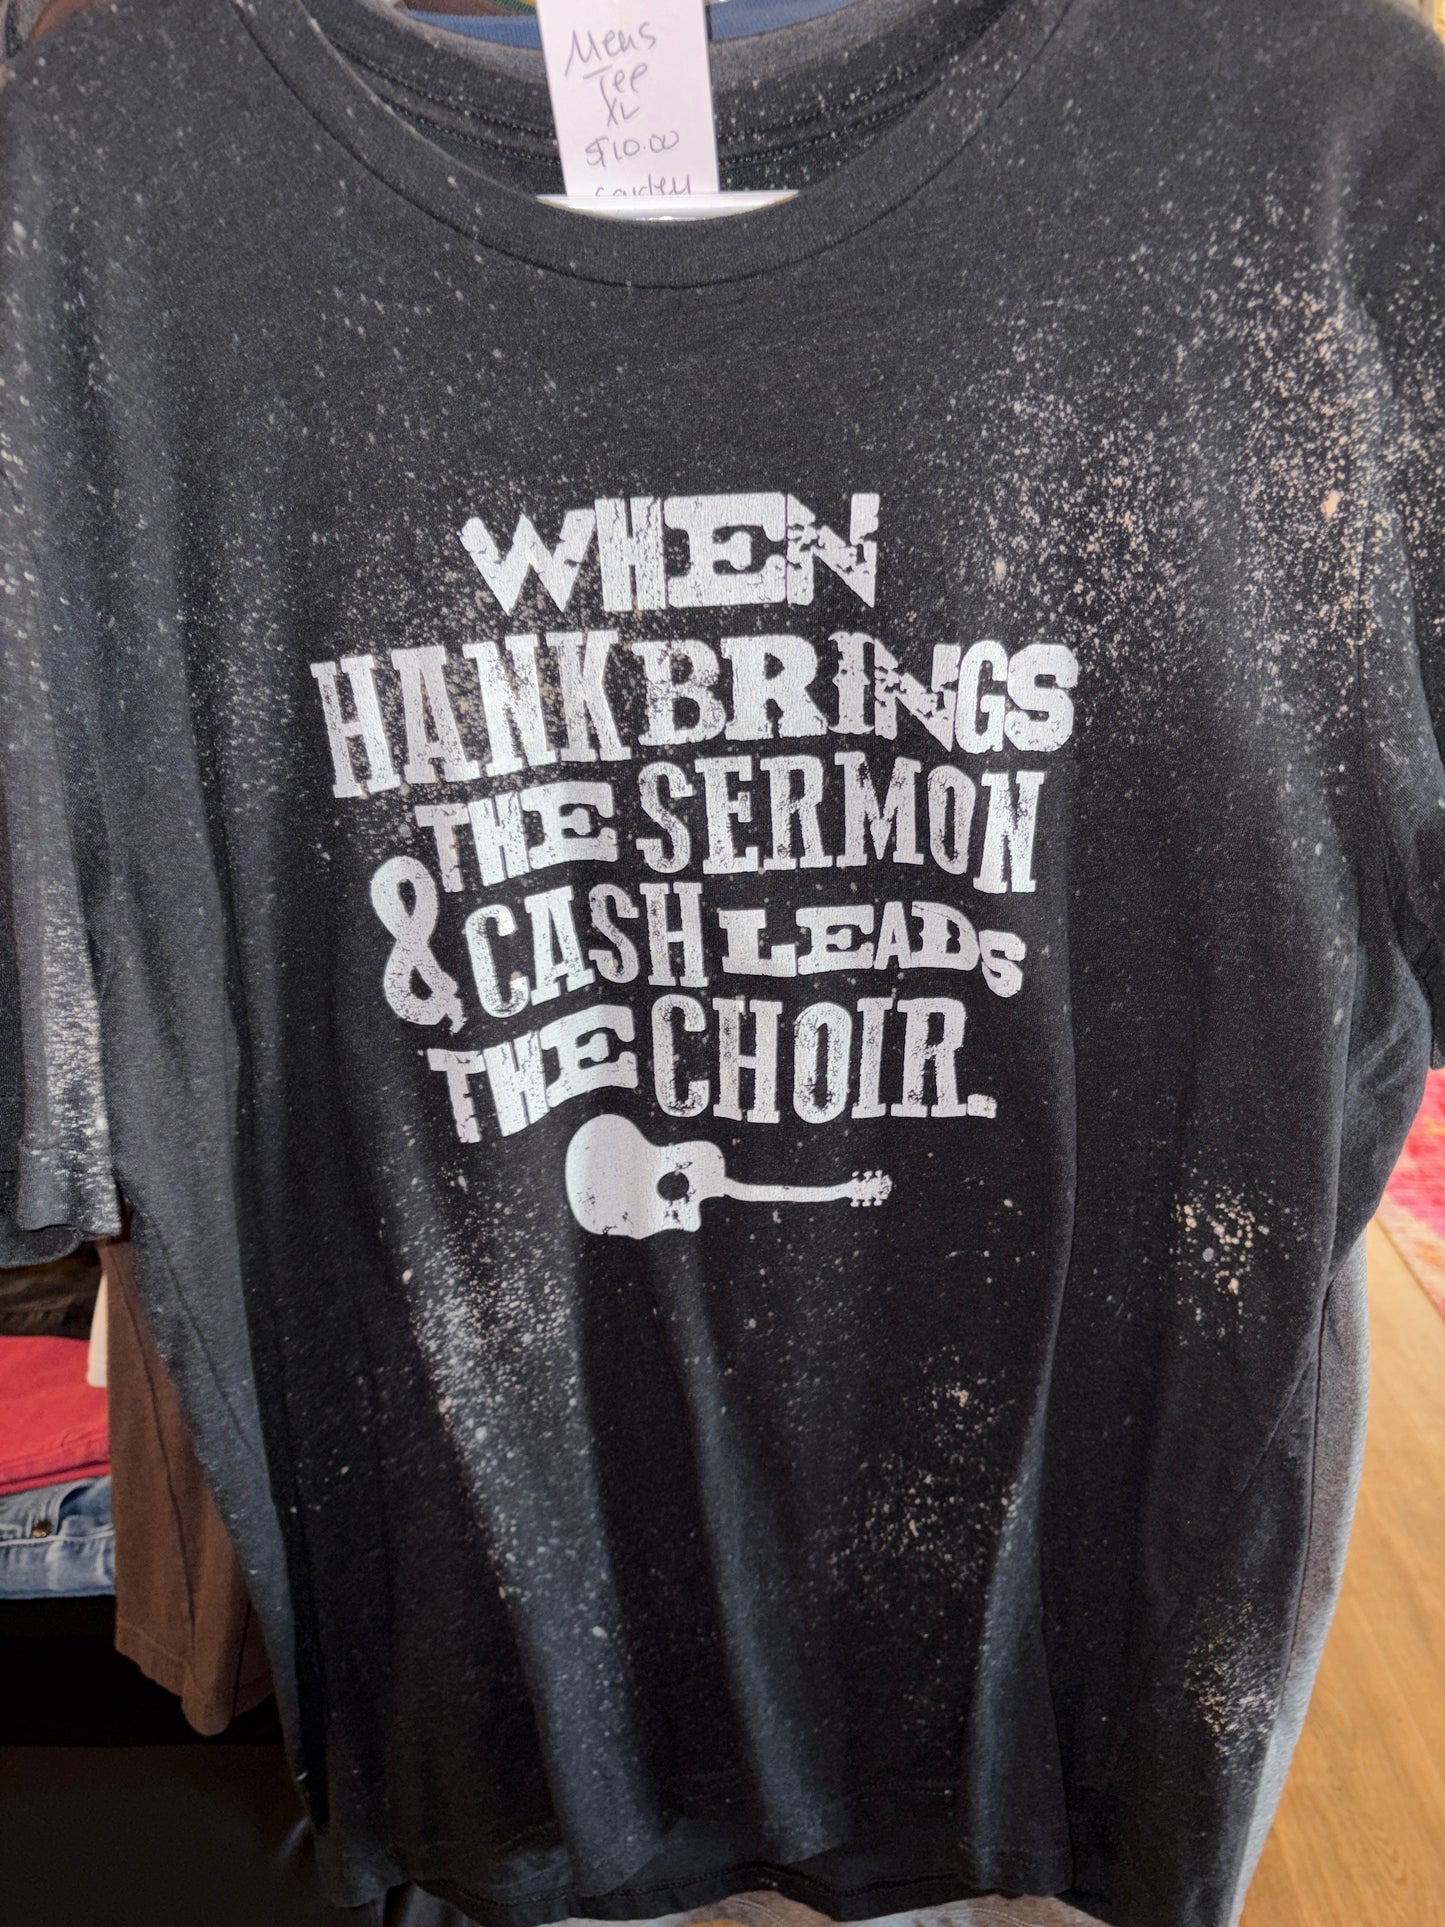 Mens
Tee
XL
$10.00
WHEN
HANK BRINGS
THE SERMON
& CASH LEADS
THE CHOIR.